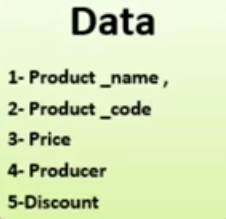 Data
1- Product _name ,
2- Product _code
3- Price
4- Producer
5-Discount